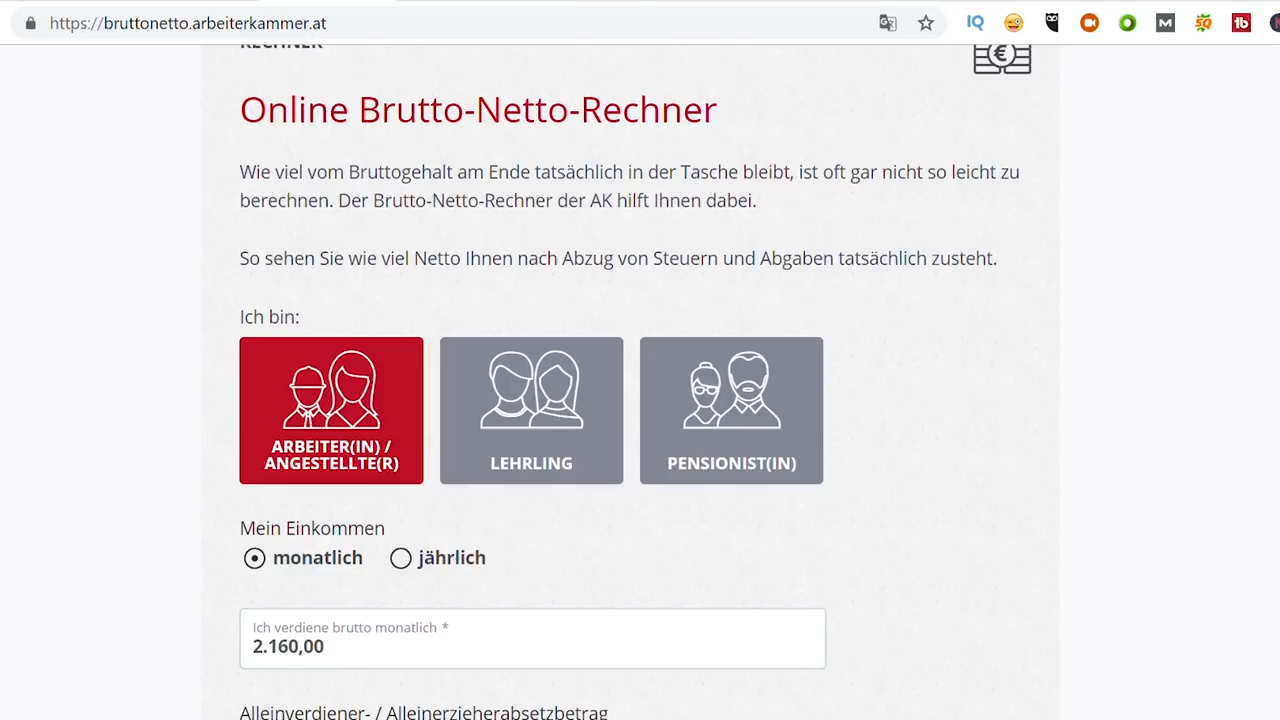 https://bruttonetto.arbeiterkammer.at
IQ
M
SQ
tb
RECHNER
Online Brutto-Netto-Rechner
Wie viel vom Bruttogehalt am Ende tatsächlich in der Tasche bleibt, ist oft gar nicht so leicht zu
berechnen. Der Brutto-Netto-Rechner der AK hilft Ihnen dabei.
So sehen Sie wie viel Netto Ihnen nach Abzug von Steuern und Abgaben tatsächlich zusteht.
Ich bin:
ARBEITER(IN) /
ANGESTELLTE(R)
LEHRLING
PENSIONIST(IN)
Mein Einkommen
monatlich
jährlich
Ich verdiene brutto monatlich *
2.160,00
Alleinverdiener- / Alleinerzieherabsetzbetrag